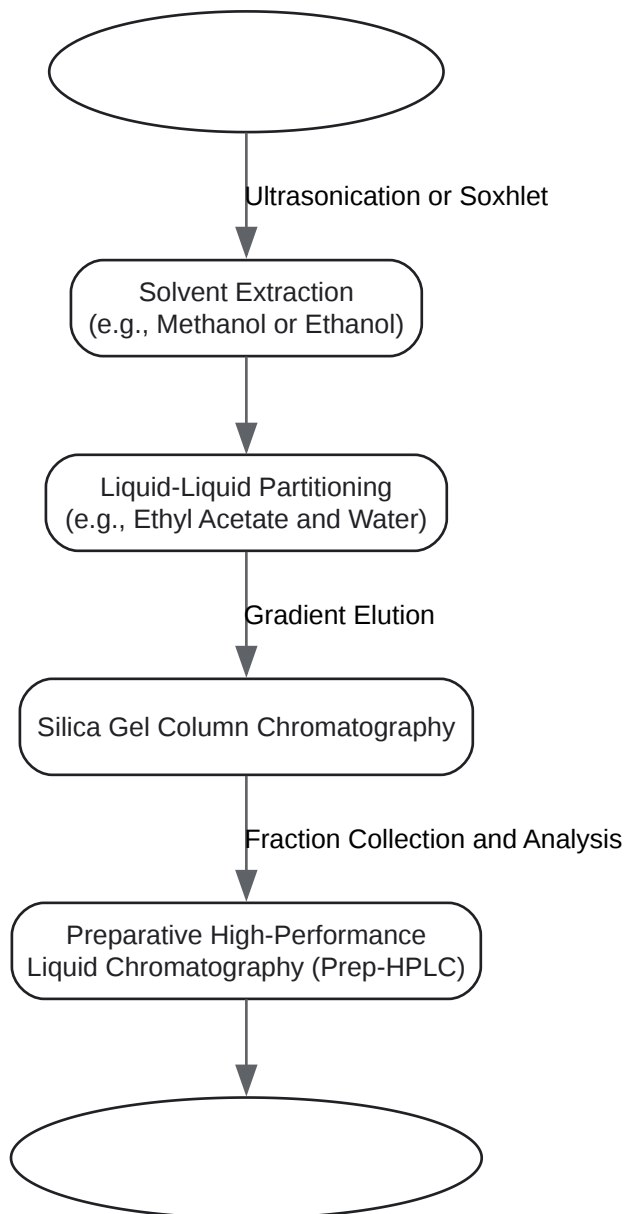 Ultrasonication or Soxhlet
Solvent Extraction
(e.g., Methanol or Ethanol)
Liquid-Liquid Partitioning
(e.g., Ethyl Acetate and Water)
Gradient Elution
Silica Gel Column Chromatography
Fraction Collection and Analysis
Preparative High-Performance
Liquid Chromatography (Prep-HPLC)